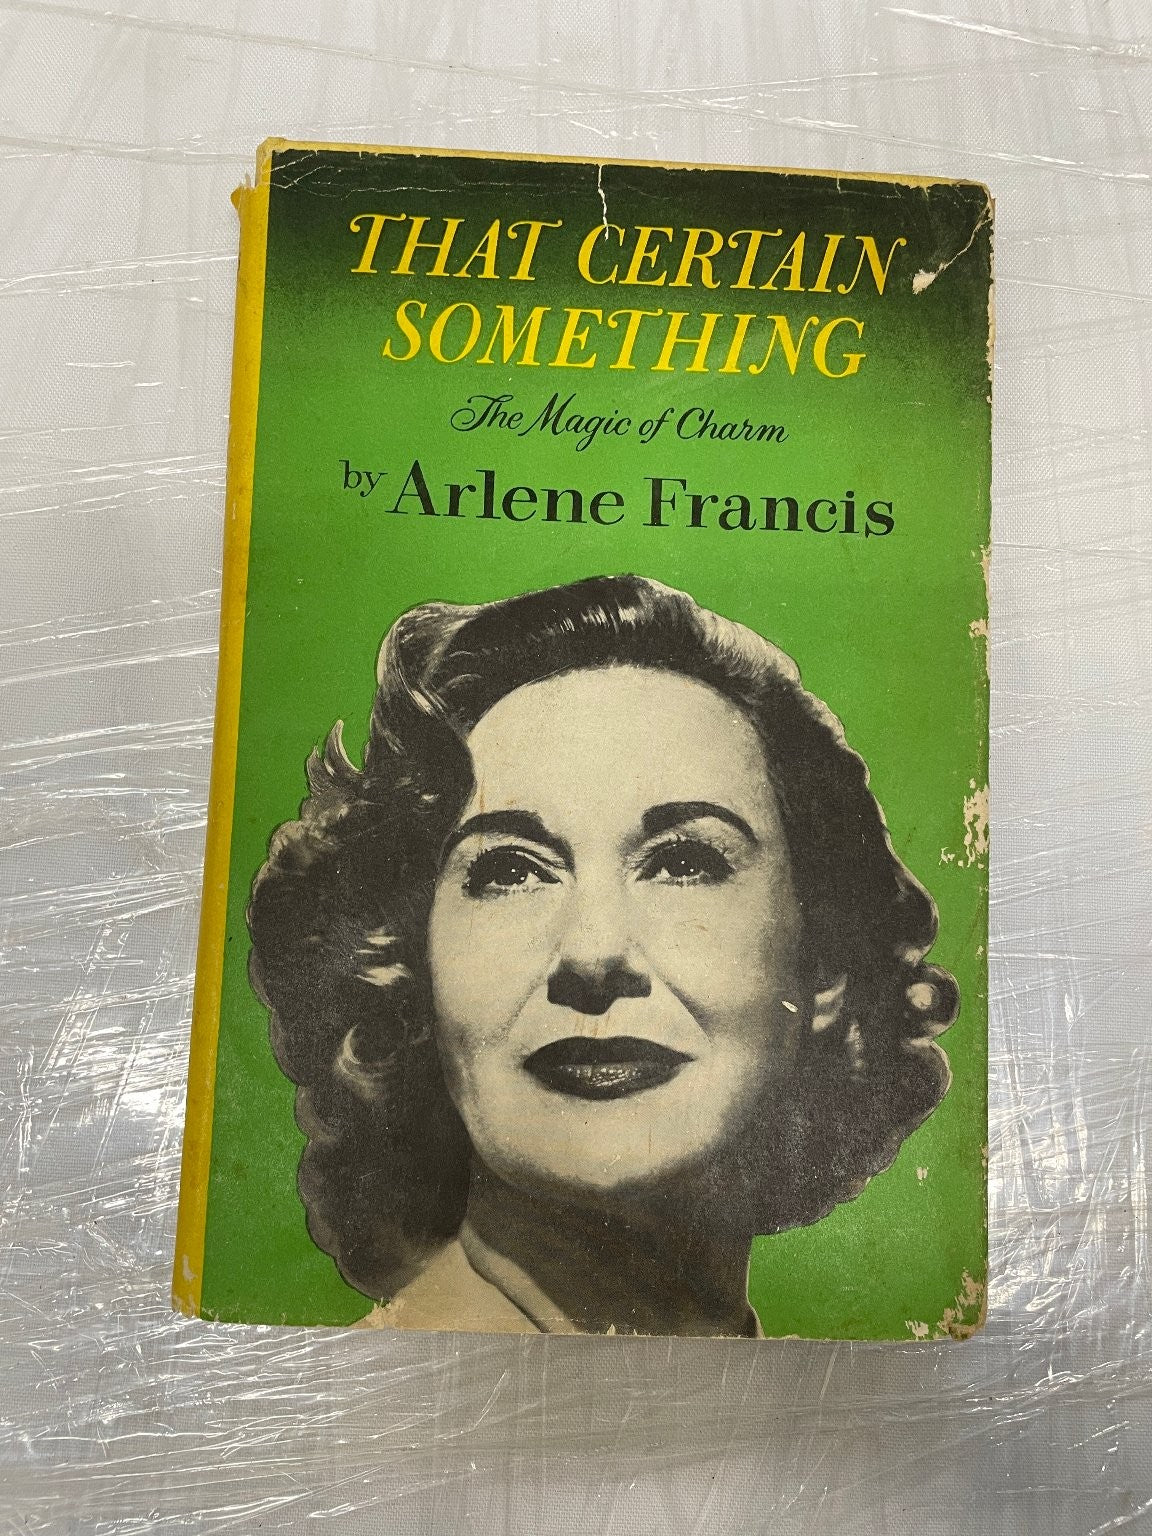 THAT CERTAIN
SOMETHING
The Magic of Charm
by Arlene Francis